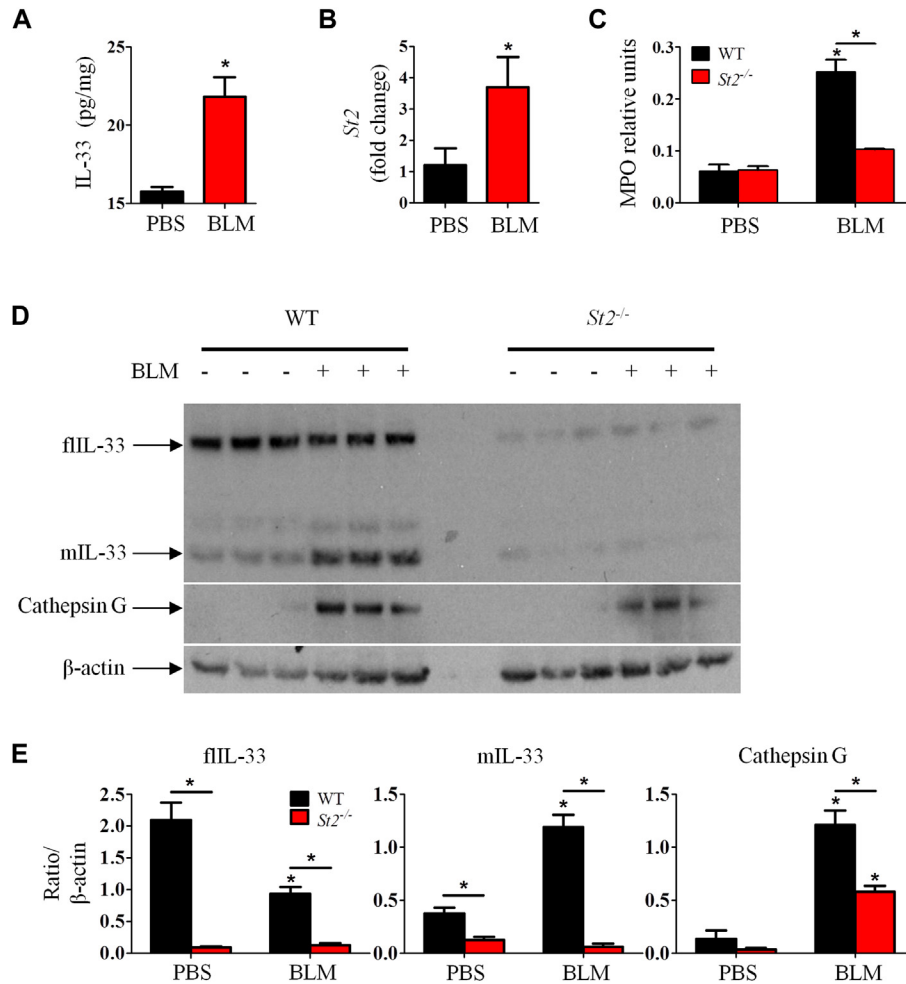 A
IL-33 (pg/mg)
25
20
15
*
PBS BLM
B
St2
(fold change)
5
4
3
2
1
0
*
PBS BLM
C
MPO relative units
0.3
0.2
0.1
0.0
WT
St2-/-
*
*
PBS BLM
D
WT St2-/-
BLM - - - + + + - - - + + +
flIL-33
mIL-33
Cathepsin G
β-actin
E
flIL-33
Ratio/
β-actin
2.5
2.0
1.5
1.0
0.5
0.0
*
WT
St2-/-
*
*
PBS BLM
mIL-33
1.5
1.0
0.5
0.0
*
*
*
PBS BLM
Cathepsin G
1.5
1.0
0.5
0.0
*
*
*
PBS BLM